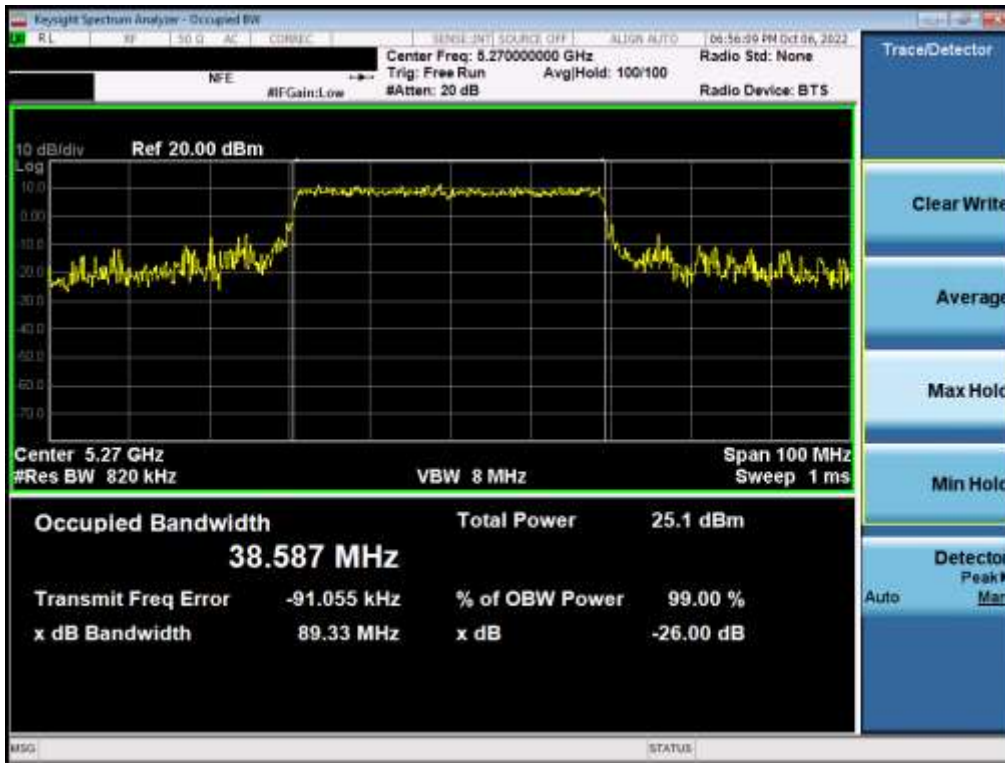 Keysight Spectrum Analyzer - Occupied BW
RL RF 50 Ω AC CORREC SENSE:INT SOURCE OFF ALIGN AUTO 06:56:09 PM Oct 06, 2022
Center Freq: 5.270000000 GHz Radio Std: None
NFE Trig: Free Run Avg|Hold: 100/100
#IFGain:Low #Atten: 20 dB Radio Device: BTS
Trace/Detector
10 dB/div Ref 20.00 dBm
Log
10.0
0.00
-10.0
-20.0
-30.0
-40.0
-50.0
-60.0
-70.0
Center 5.27 GHz Span 100 MHz
#Res BW 820 kHz VBW 8 MHz Sweep 1 ms
Occupied Bandwidth Total Power 25.1 dBm
38.587 MHz
Transmit Freq Error -91.055 kHz % of OBW Power 99.00 %
x dB Bandwidth 89.33 MHz x dB -26.00 dB
Clear Write
Average
Max Hold
Min Hold
Detector
Peak
Auto Man
MSG STATUS